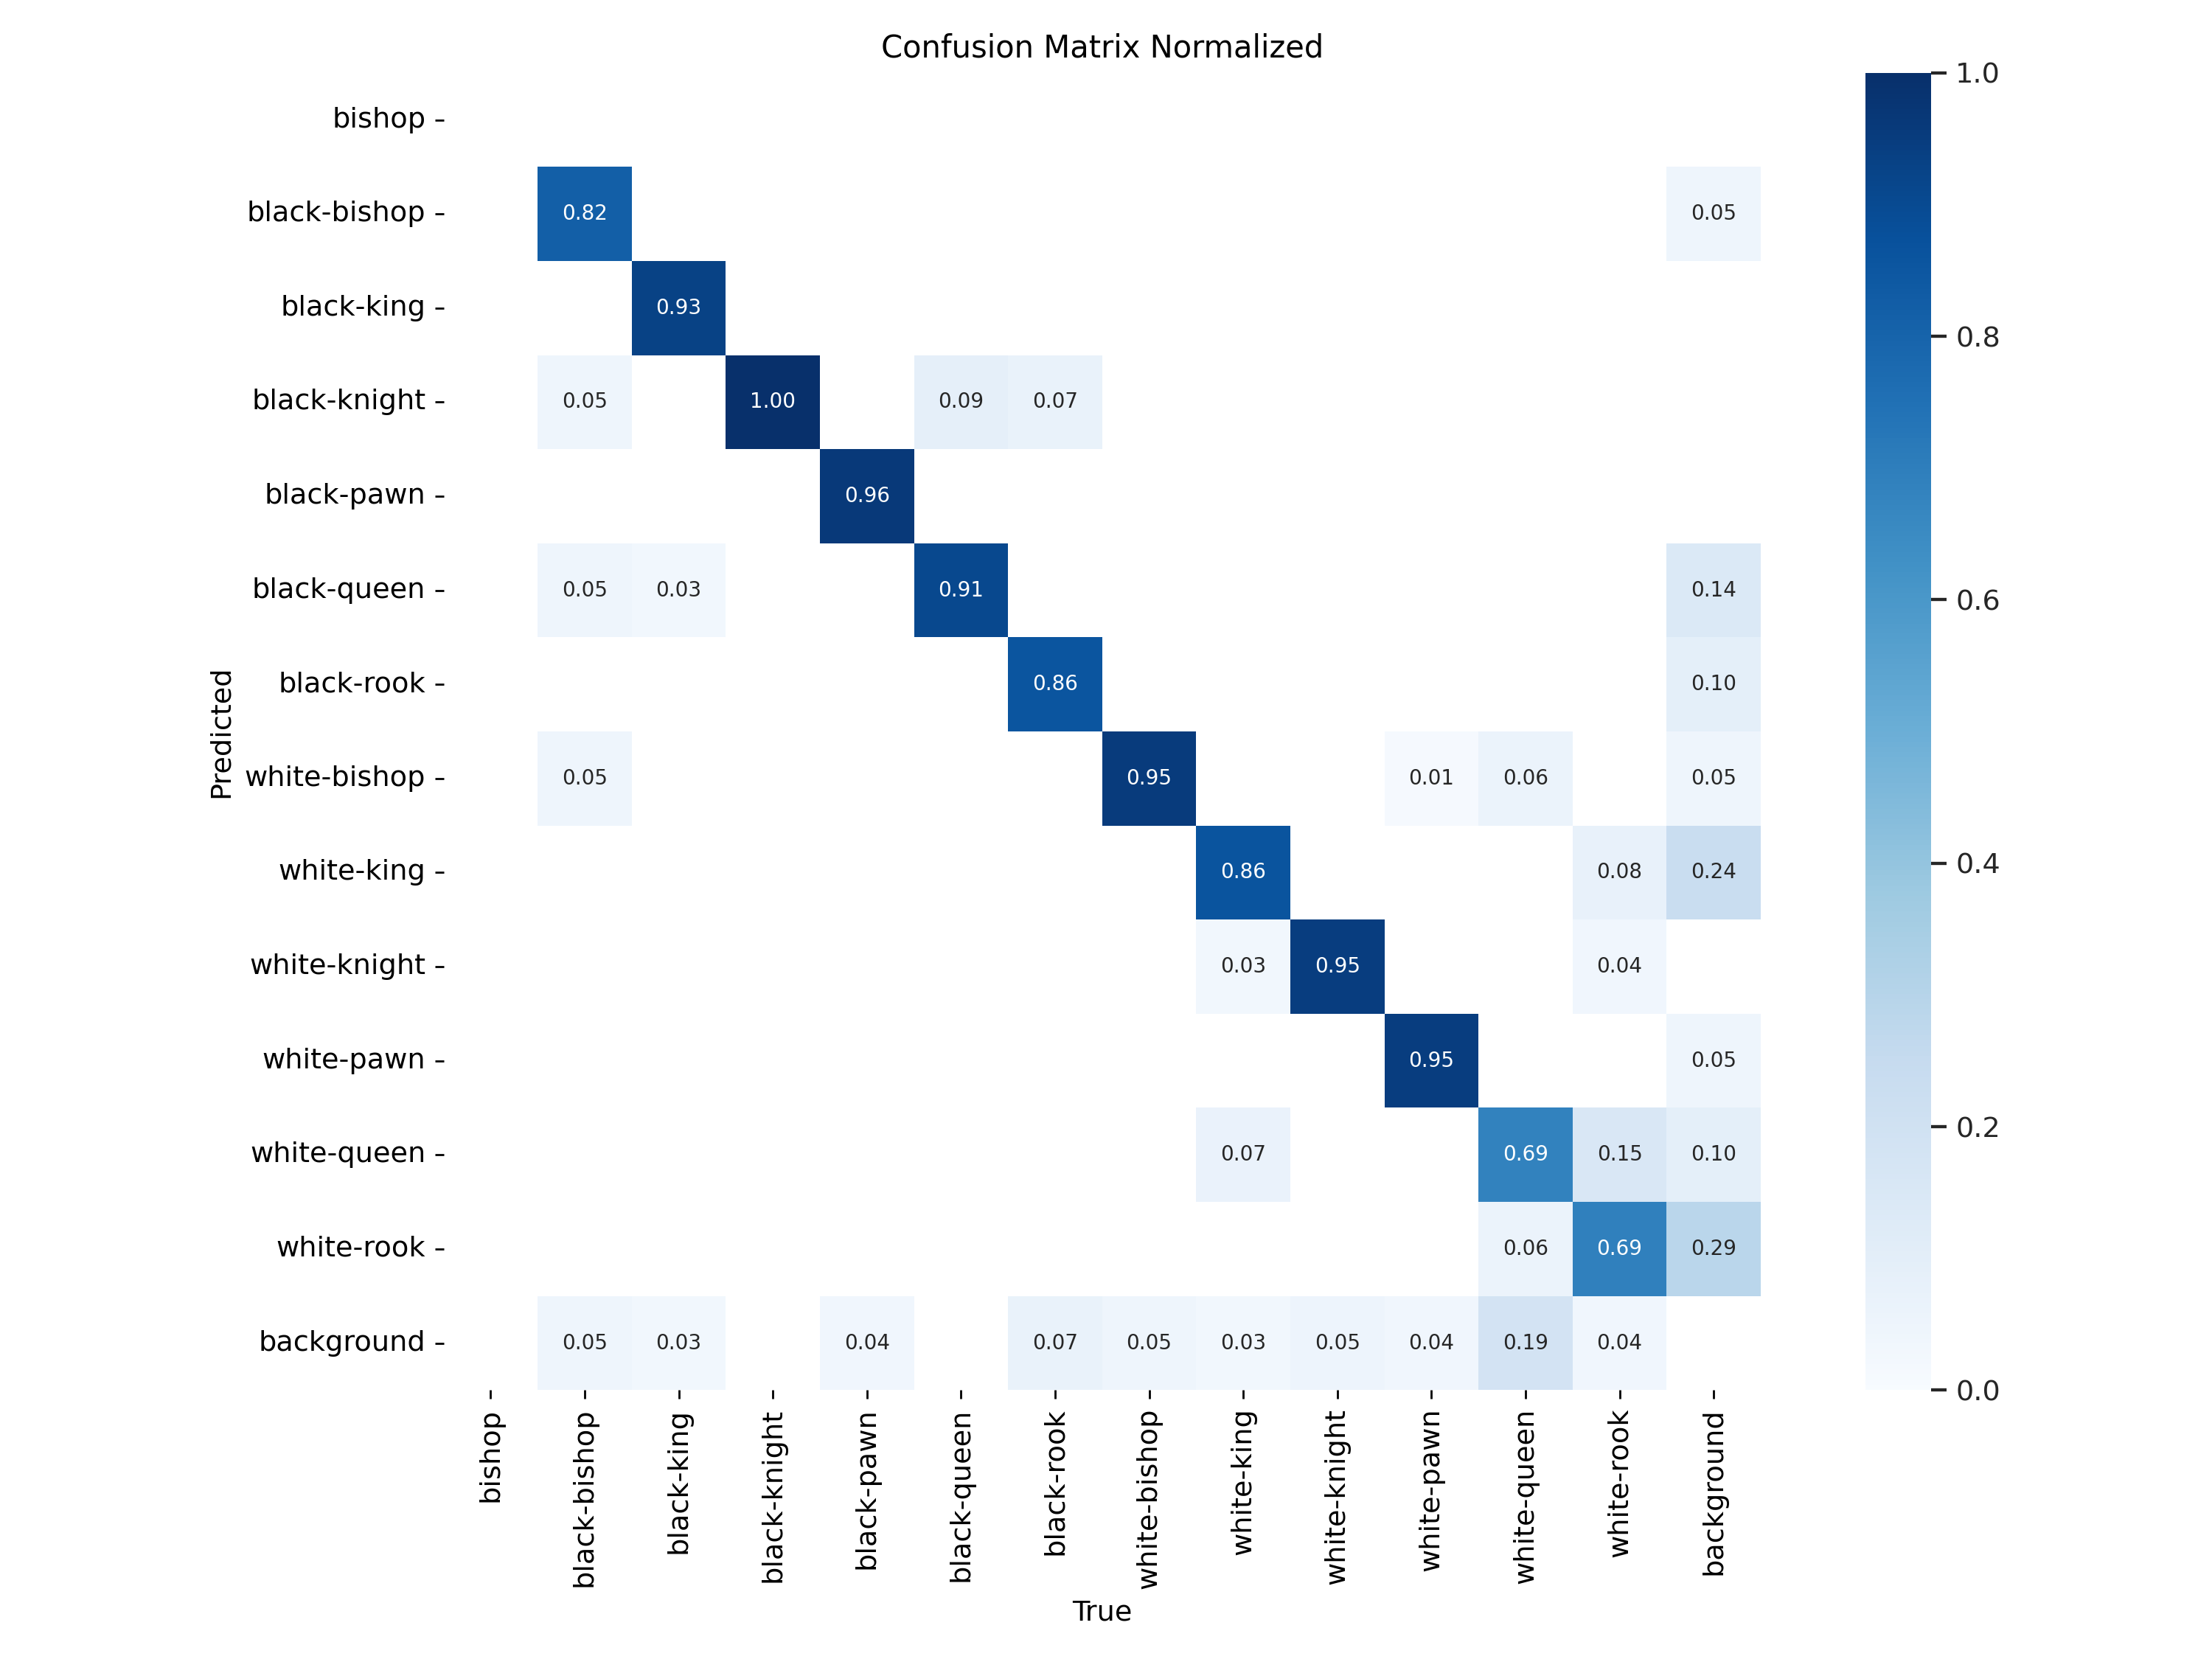 Confusion Matrix Normalized
bishop
black-bishop 0.82 0.05
black-king 0.93
black-knight 0.05 1.00 0.09 0.07
black-pawn 0.96
black-queen 0.05 0.03 0.91 0.14
black-rook 0.86 0.10
white-bishop 0.05 0.95 0.01 0.06 0.05
white-king 0.86 0.08 0.24
white-knight 0.03 0.95 0.04
white-pawn 0.95 0.05
white-queen 0.07 0.69 0.15 0.10
white-rook 0.06 0.69 0.29
background 0.05 0.03 0.04 0.07 0.05 0.03 0.05 0.04 0.19 0.04
Predicted
bishop black-bishop black-king black-knight black-pawn black-queen black-rook white-bishop white-king white-knight white-pawn white-queen white-rook background
True
1.0
0.8
0.6
0.4
0.2
0.0